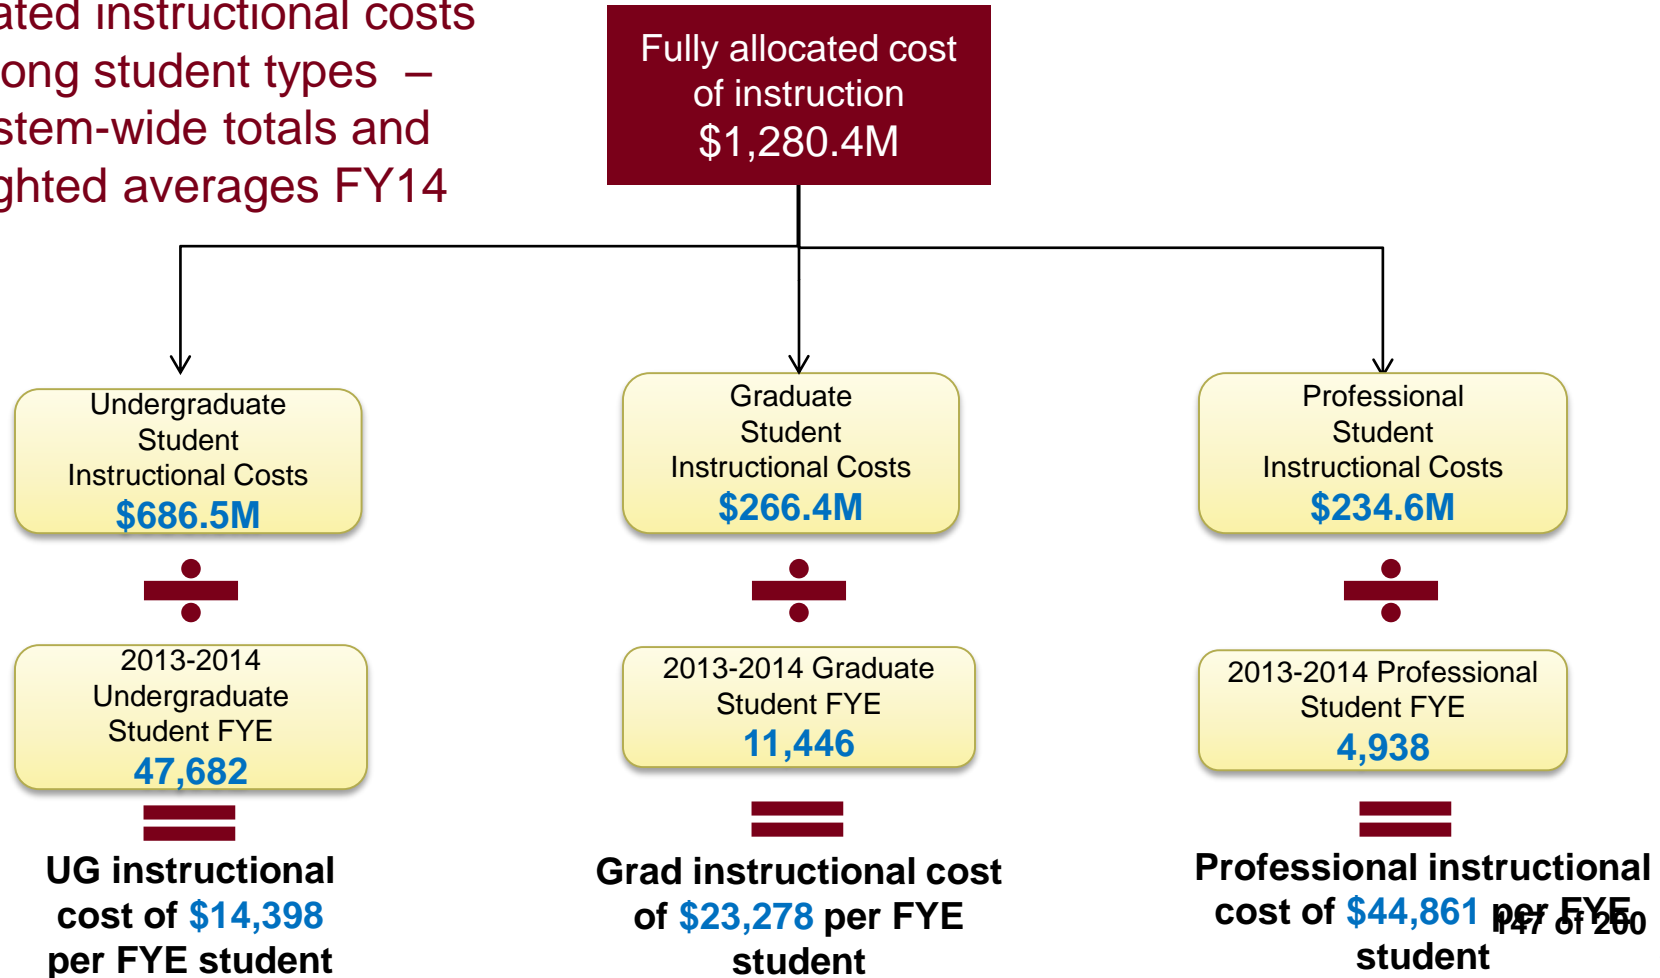 ated instructional costs
ong student types –
stem-wide totals and
ghted averages FY14
Fully allocated cost
of instruction
$1,280.4M
Undergraduate
Student
Instructional Costs
$686.5M
Graduate
Student
Instructional Costs
$266.4M
Professional
Student
Instructional Costs
$234.6M
2013-2014
Undergraduate
Student FYE
47,682
2013-2014 Graduate
Student FYE
11,446
2013-2014 Professional
Student FYE
4,938
UG instructional
cost of $14,398
per FYE student
Grad instructional cost
of $23,278 per FYE
student
Professional instructional
cost of $44,861 per FYE
student
147 of 200